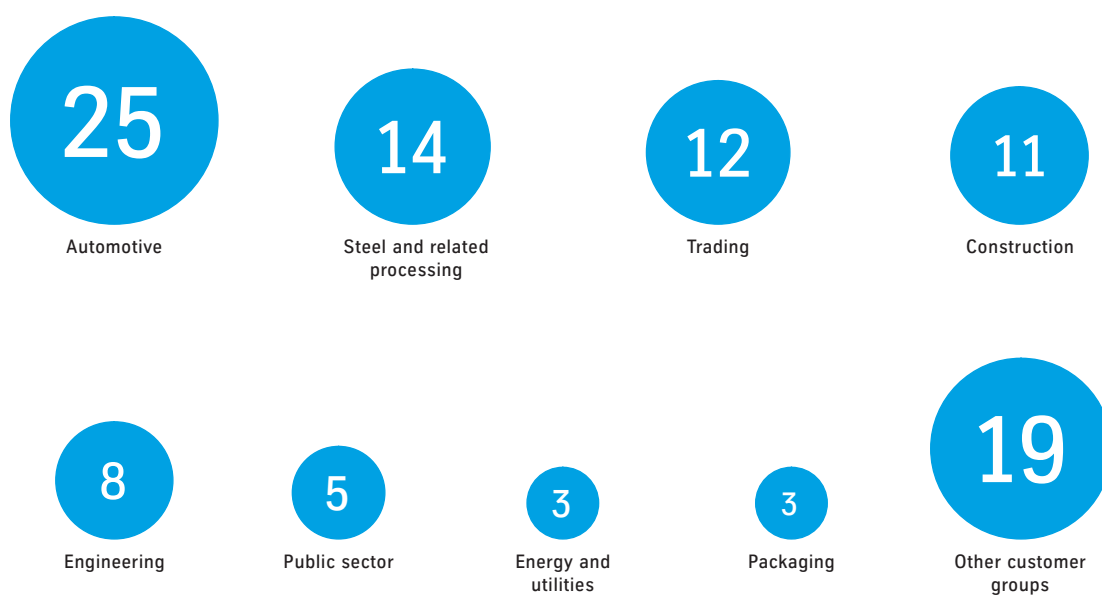 25
14
12
11
Automotive
Steel and related
processing
Trading
Construction
8
5
3
3
19
Engineering
Public sector
Energy and
utilities
Packaging
Other customer
groups